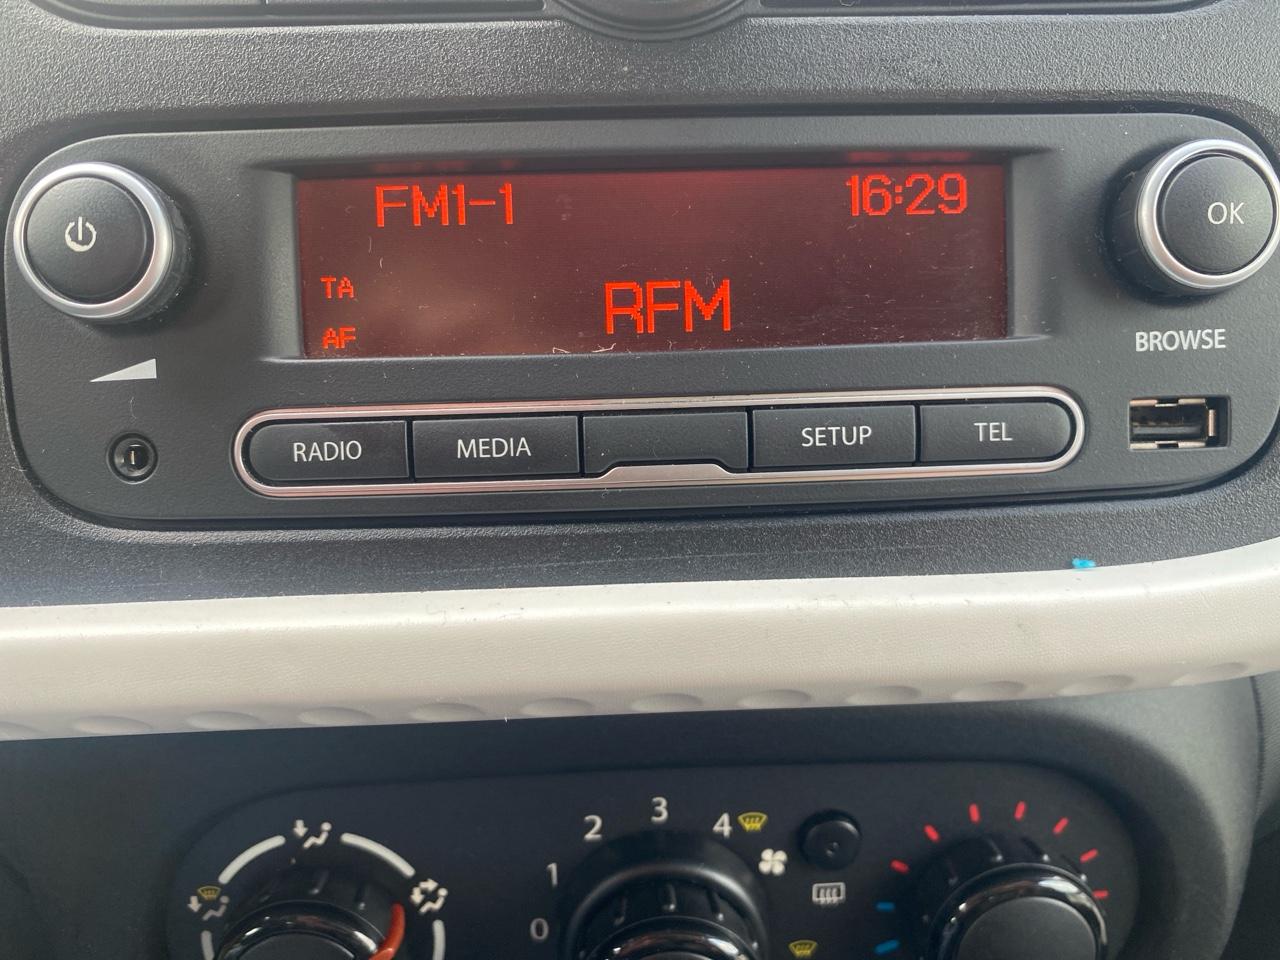 FM1-1 16:29
TA
RFM
AF
OK
BROWSE
RADIO MEDIA SETUP TEL
i
0 1 2 3 4